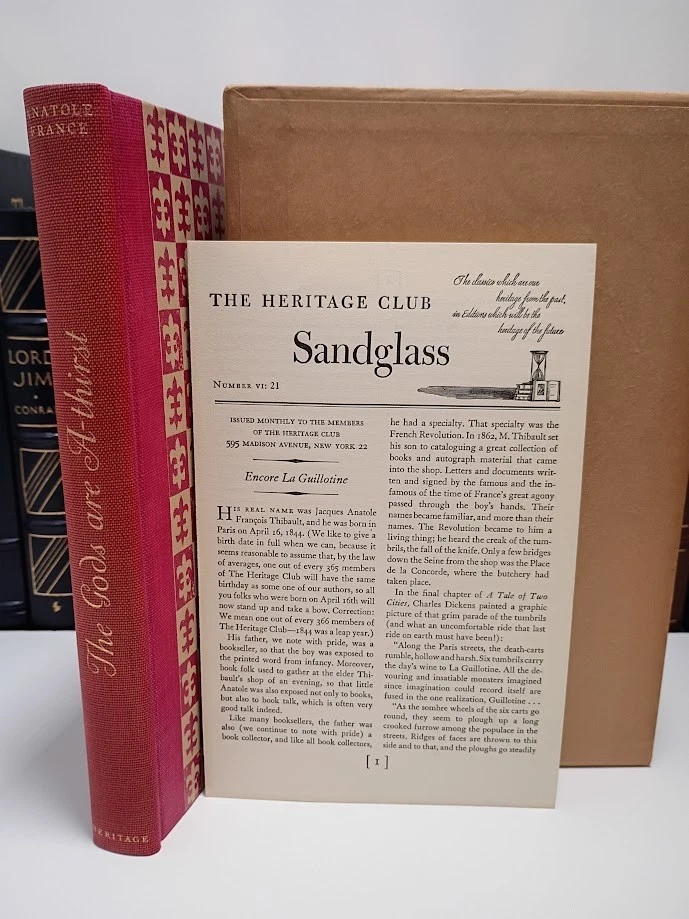 ANATOLE
FRANCE
The Gods are A-thirst
HERITAGE
LORD
JIM
CONRAD
THE HERITAGE CLUB
Sandglass
The classics which are our
heritage from the past,
in Editions which will be the
heritage of the future
NUMBER VI: 21
ISSUED MONTHLY TO THE MEMBERS
OF THE HERITAGE CLUB
595 MADISON AVENUE, NEW YORK 22
Encore La Guillotine
HIS REAL NAME was Jacques Anatole
François Thibault, and he was born in
Paris on April 16, 1844. (We like to give a
birth date in full when we can, because it
seems reasonable to assume that, by the law
of averages, one out of every 365 members
of The Heritage Club will have the same
birthday as some one of our authors, so all
you folks who were born on April 16th will
now stand up and take a bow. Correction:
We mean one out of every 366 members of
The Heritage Club—1844 was a leap year.)
His father, we note with pride, was a
bookseller, so that the boy was exposed to
the printed word from infancy. Moreover,
book folk used to gather at the elder Thi-
bault's shop of an evening, so that little
Anatole was also exposed not only to books,
but also to book talk, which is often very
good talk indeed.
Like many booksellers, the father was
also (we continue to note with pride) a
book collector, and like all book collectors,
he had a specialty. That specialty was the
French Revolution. In 1862, M. Thibault set
his son to cataloguing a great collection of
books and autograph material that came
into the shop. Letters and documents writ-
ten and signed by the famous and the in-
famous of the time of France's great agony
passed through the boy's hands. Their
names became familiar, and more than their
names. The Revolution became to him a
living thing; he heard the creak of the tum-
brils, the fall of the knife. Only a few bridges
down the Seine from the shop was the Place
de la Concorde, where the butchery had
taken place.
In the final chapter of A Tale of Two
Cities, Charles Dickens painted a graphic
picture of that grim parade of the tumbrils
(and what an uncomfortable ride that last
ride on earth must have been!):
"Along the Paris streets, the death-carts
rumble, hollow and harsh. Six tumbrils carry
the day's wine to La Guillotine. All the de-
vouring and insatiable monsters imagined
since imagination could record itself are
fused in the one realization, Guillotine . . .
"As the sombre wheels of the six carts go
round, they seem to plough up a long
crooked furrow among the populace in the
streets. Ridges of faces are thrown to this
side and to that, and the ploughs go steadily
[ 1 ]